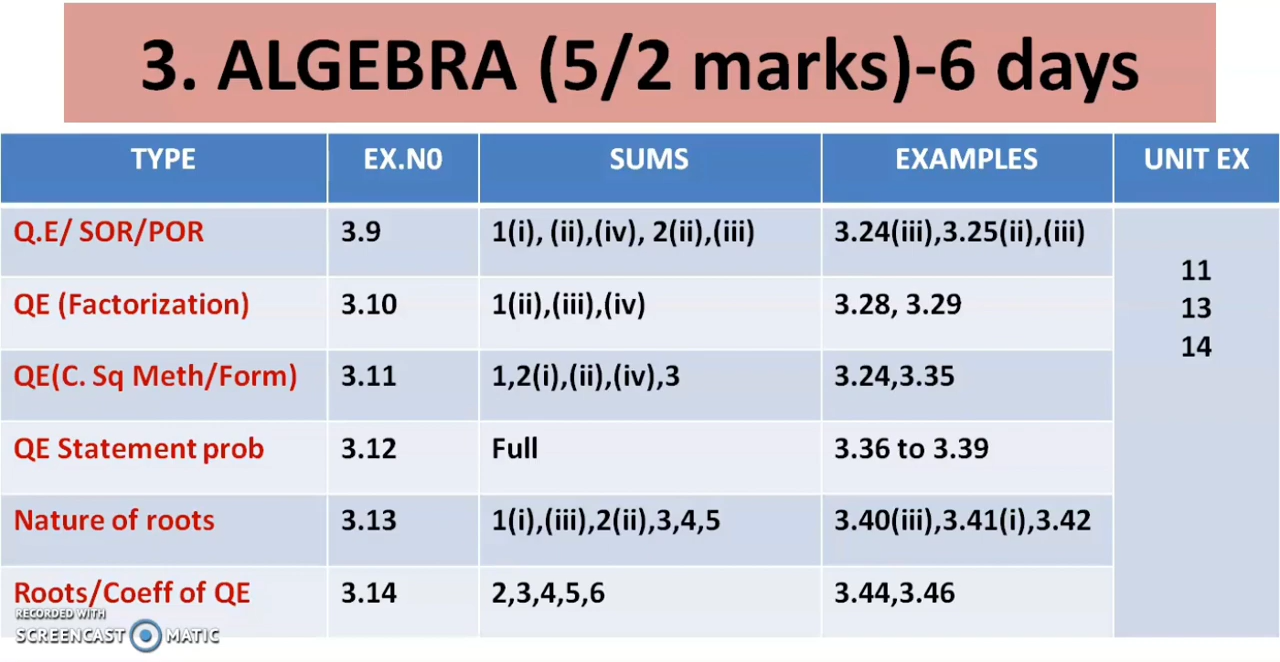 3. ALGEBRA (5/2 marks)-6 days
TYPE EX.N0 SUMS EXAMPLES UNIT EX
Q.E/ SOR/POR 3.9 1(i), (ii),(iv), 2(ii),(iii) 3.24(iii),3.25(ii),(iii)
11
QE (Factorization) 3.10 1(ii),(iii),(iv) 3.28, 3.29 13
14
QE(C. Sq Meth/Form) 3.11 1,2(i),(ii),(iv),3 3.24,3.35
QE Statement prob 3.12 Full 3.36 to 3.39
Nature of roots 3.13 1(i),(iii),2(ii),3,4,5 3.40(iii),3.41(i),3.42
Roots/Coeff of QE 3.14 2,3,4,5,6 3.44,3.46
RECORDED WITH
SCREENCAST MATIC